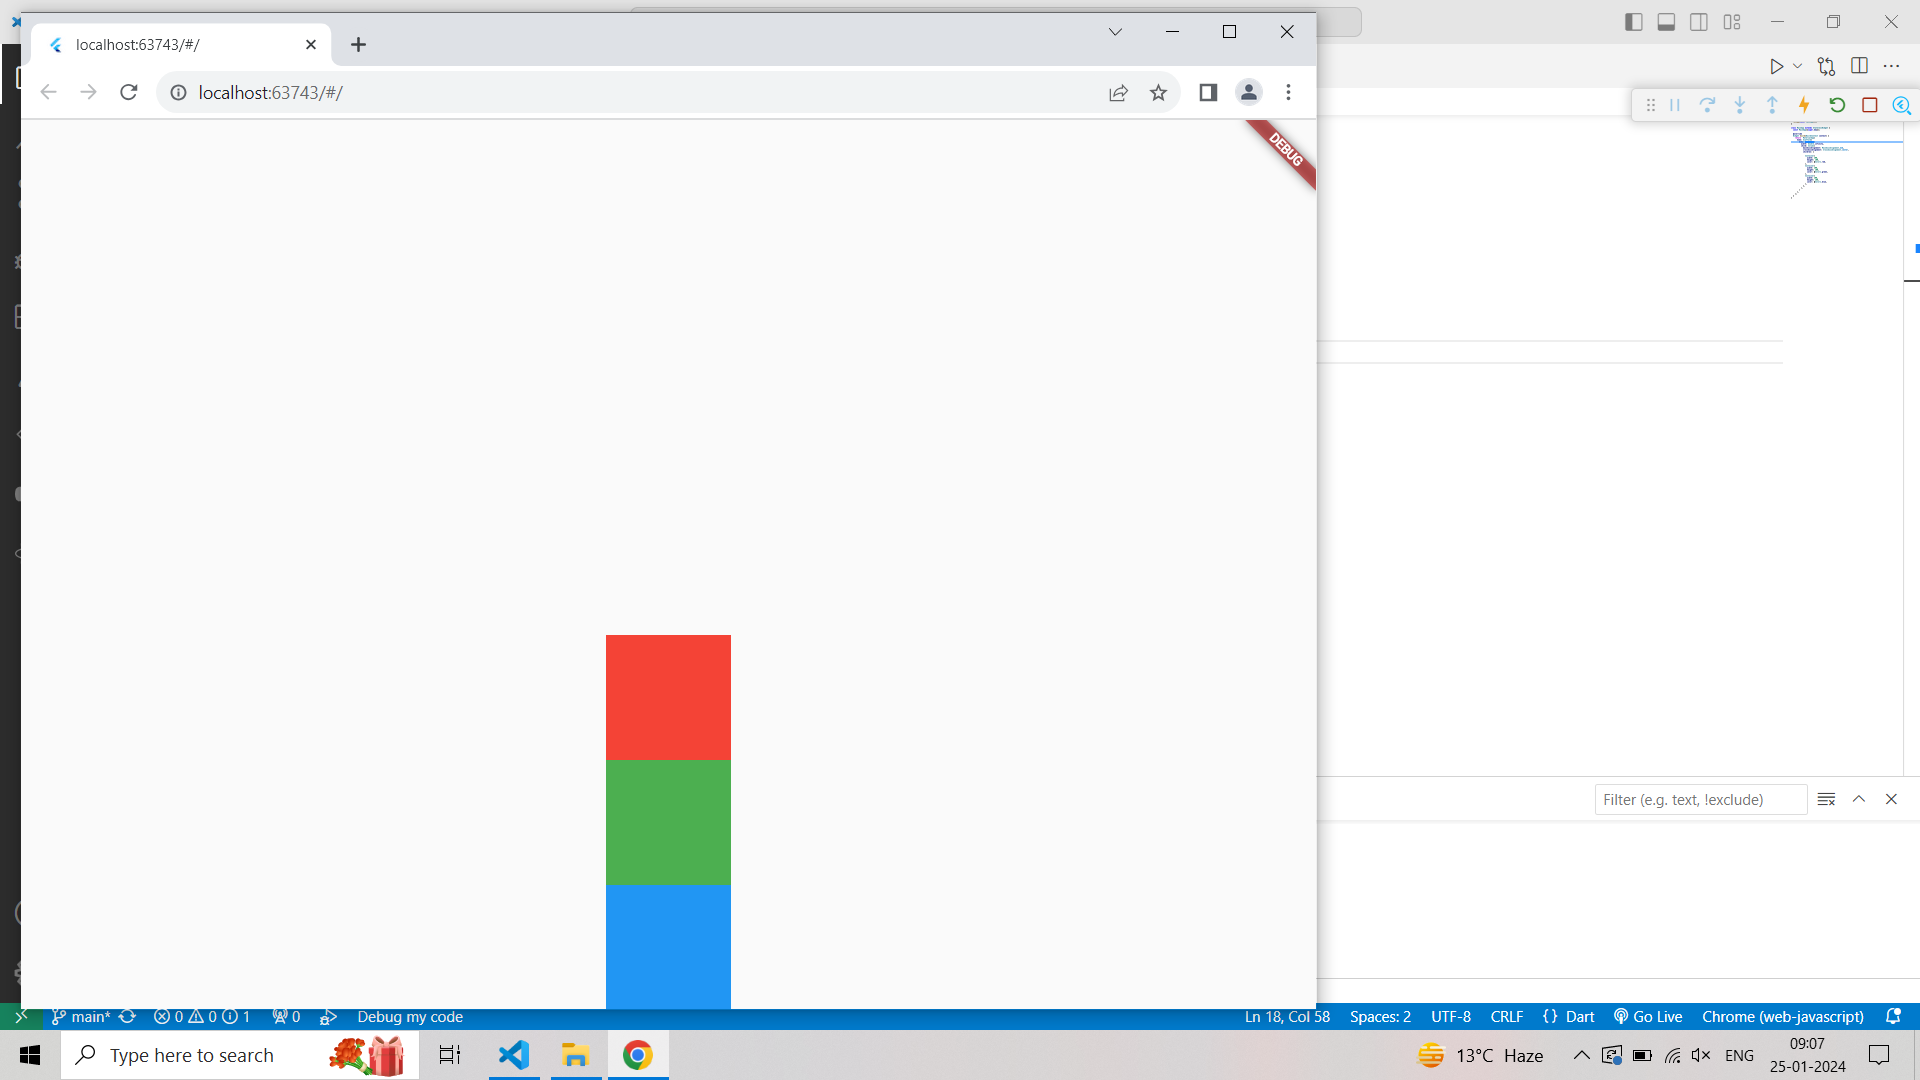 localhost:63743/#/
localhost:63743/#/
DEBUG
Filter (e.g. text, !exclude)
main* 0 0 1 0 Debug my code Ln 18, Col 58 Spaces: 2 UTF-8 CRLF {} Dart Go Live Chrome (web-javascript)
Type here to search 13°C Haze ENG 09:07
25-01-2024